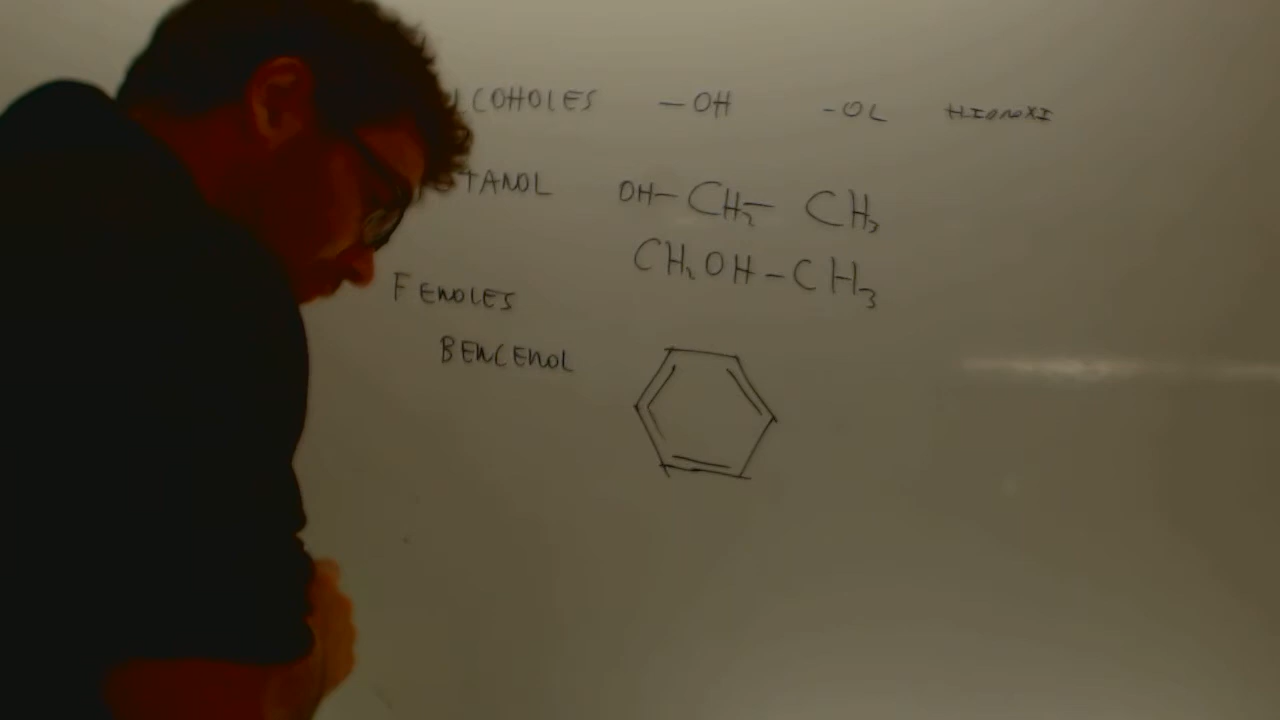 LCOHOLES —OH -OL HIDROXI
TANOL OH-CH2- CH3
CH2OH-CH3
FENOLES
BENCENOL